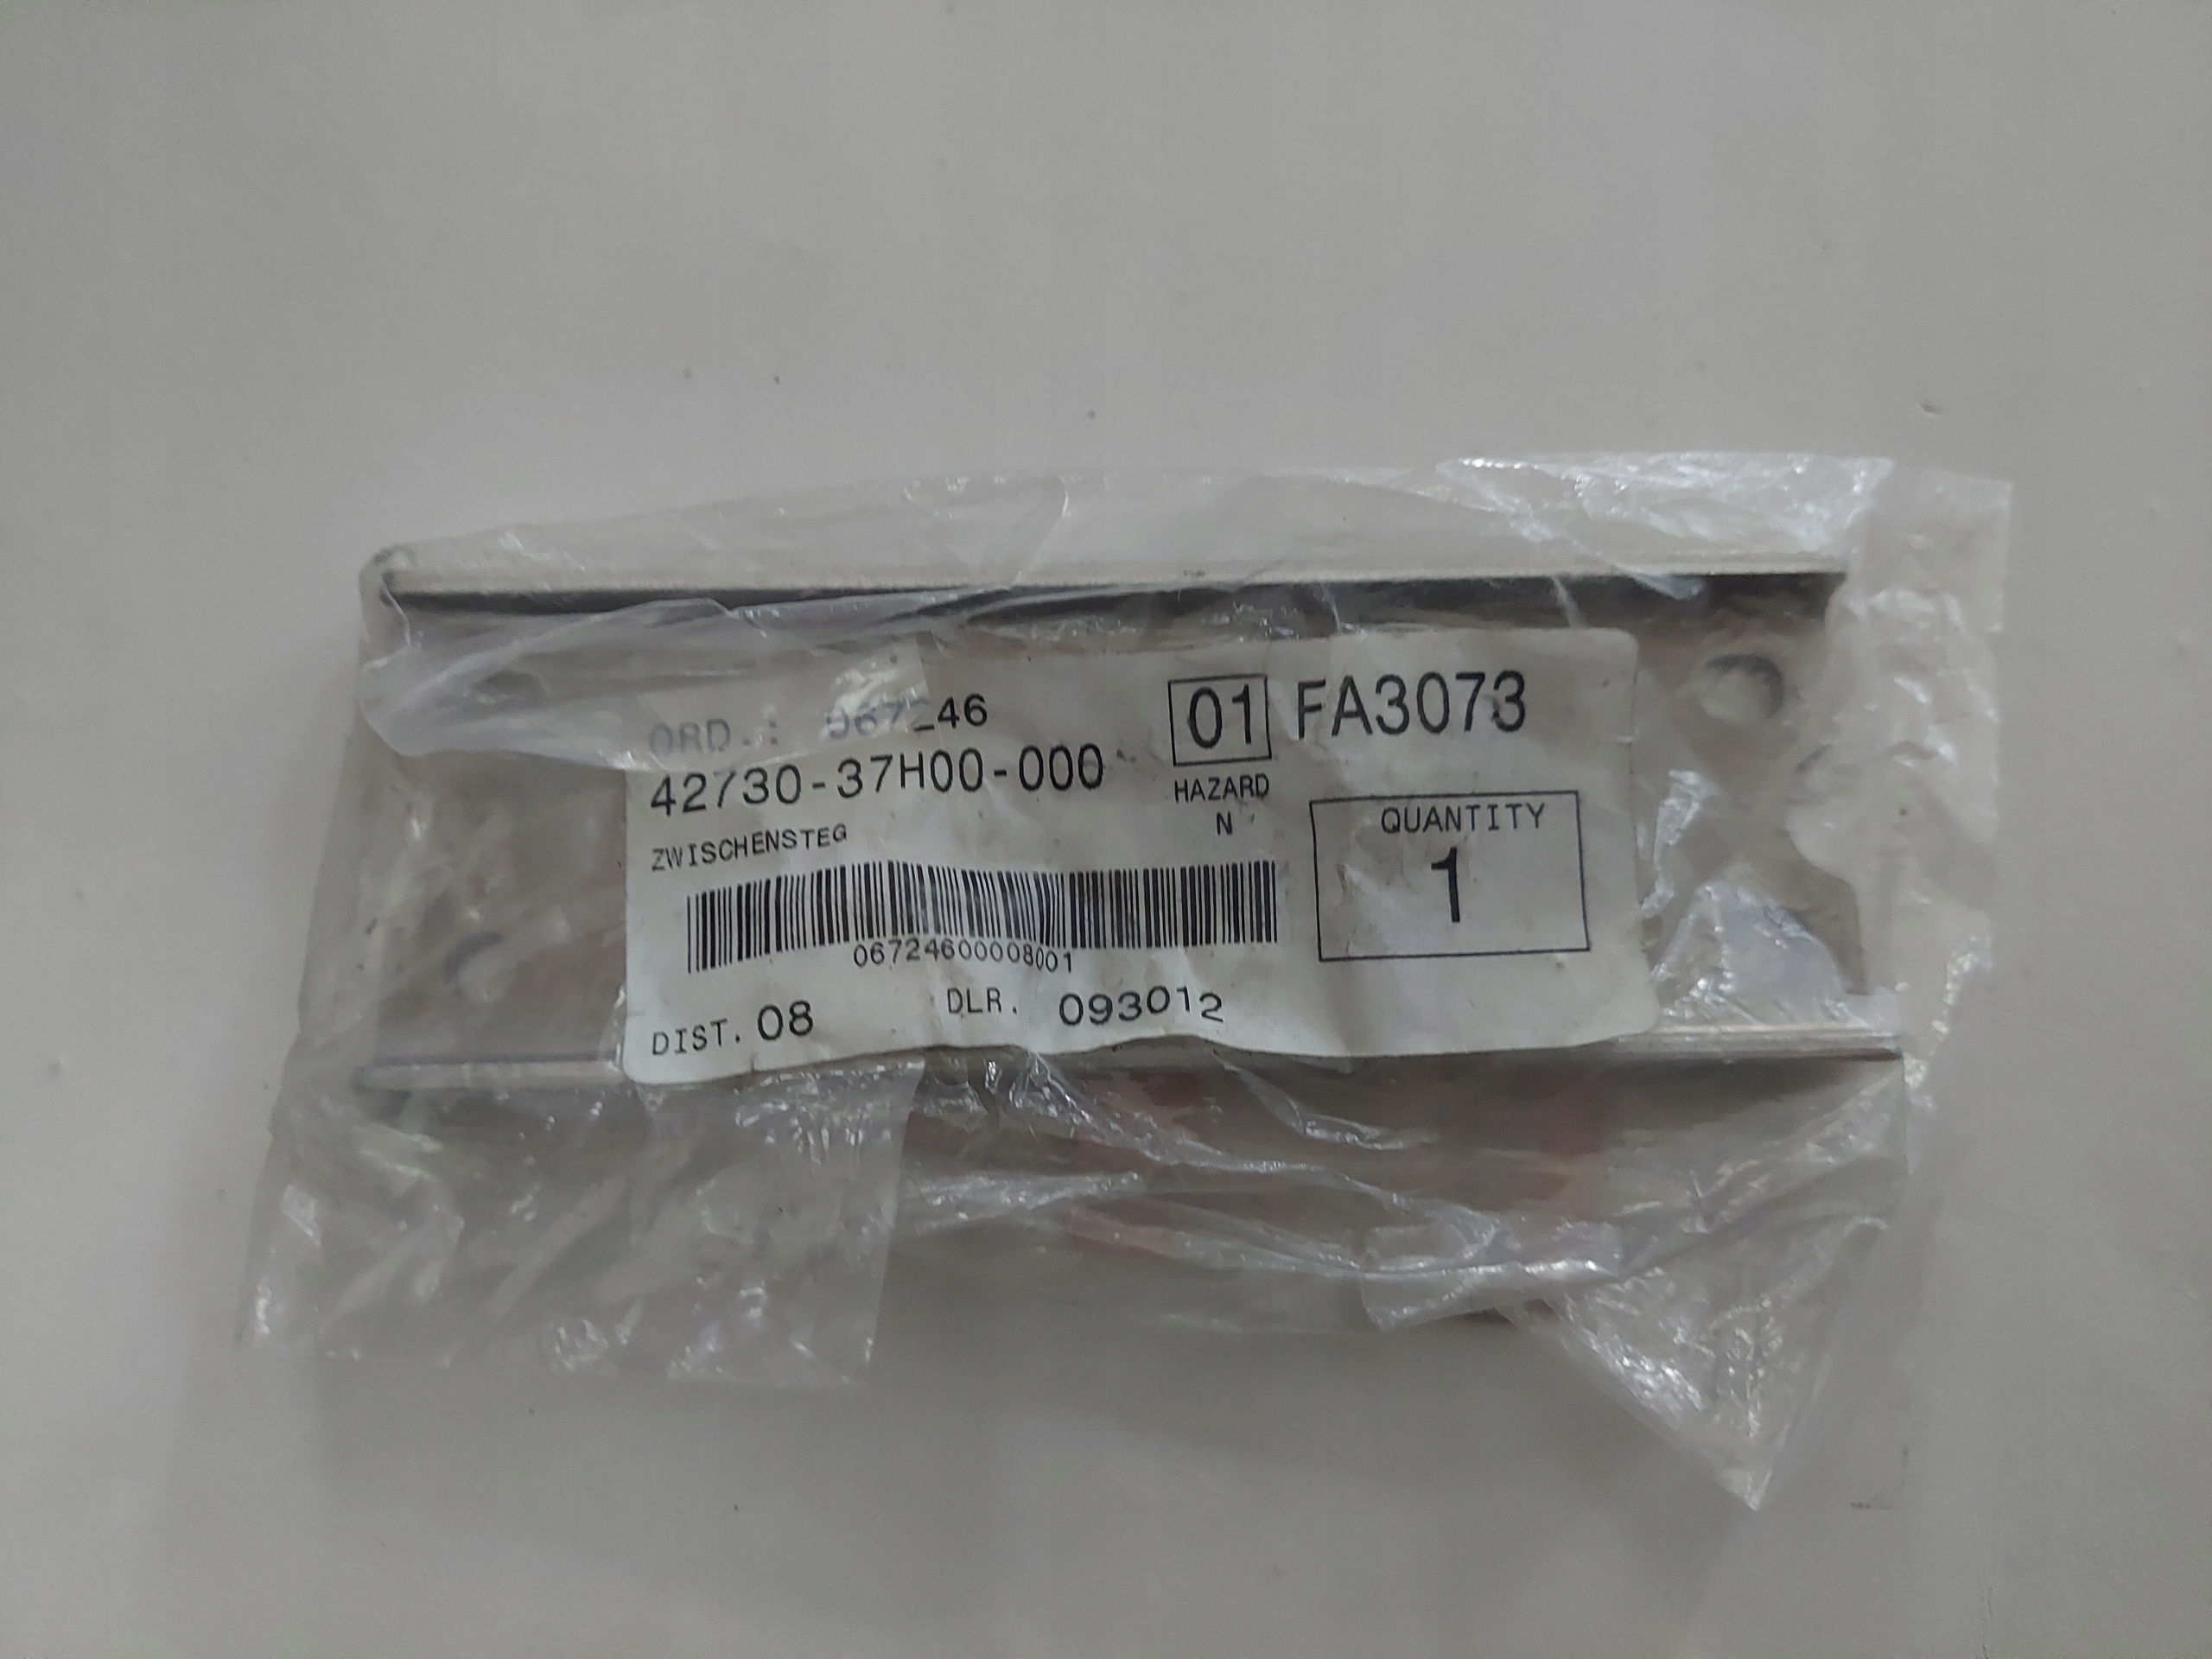 ORD.: 067246
01 FA3073
42730-37H00-000
HAZARD
N
ZWISCHENSTEG
QUANTITY
1
06724600008001
DIST. 08 DLR. 093012